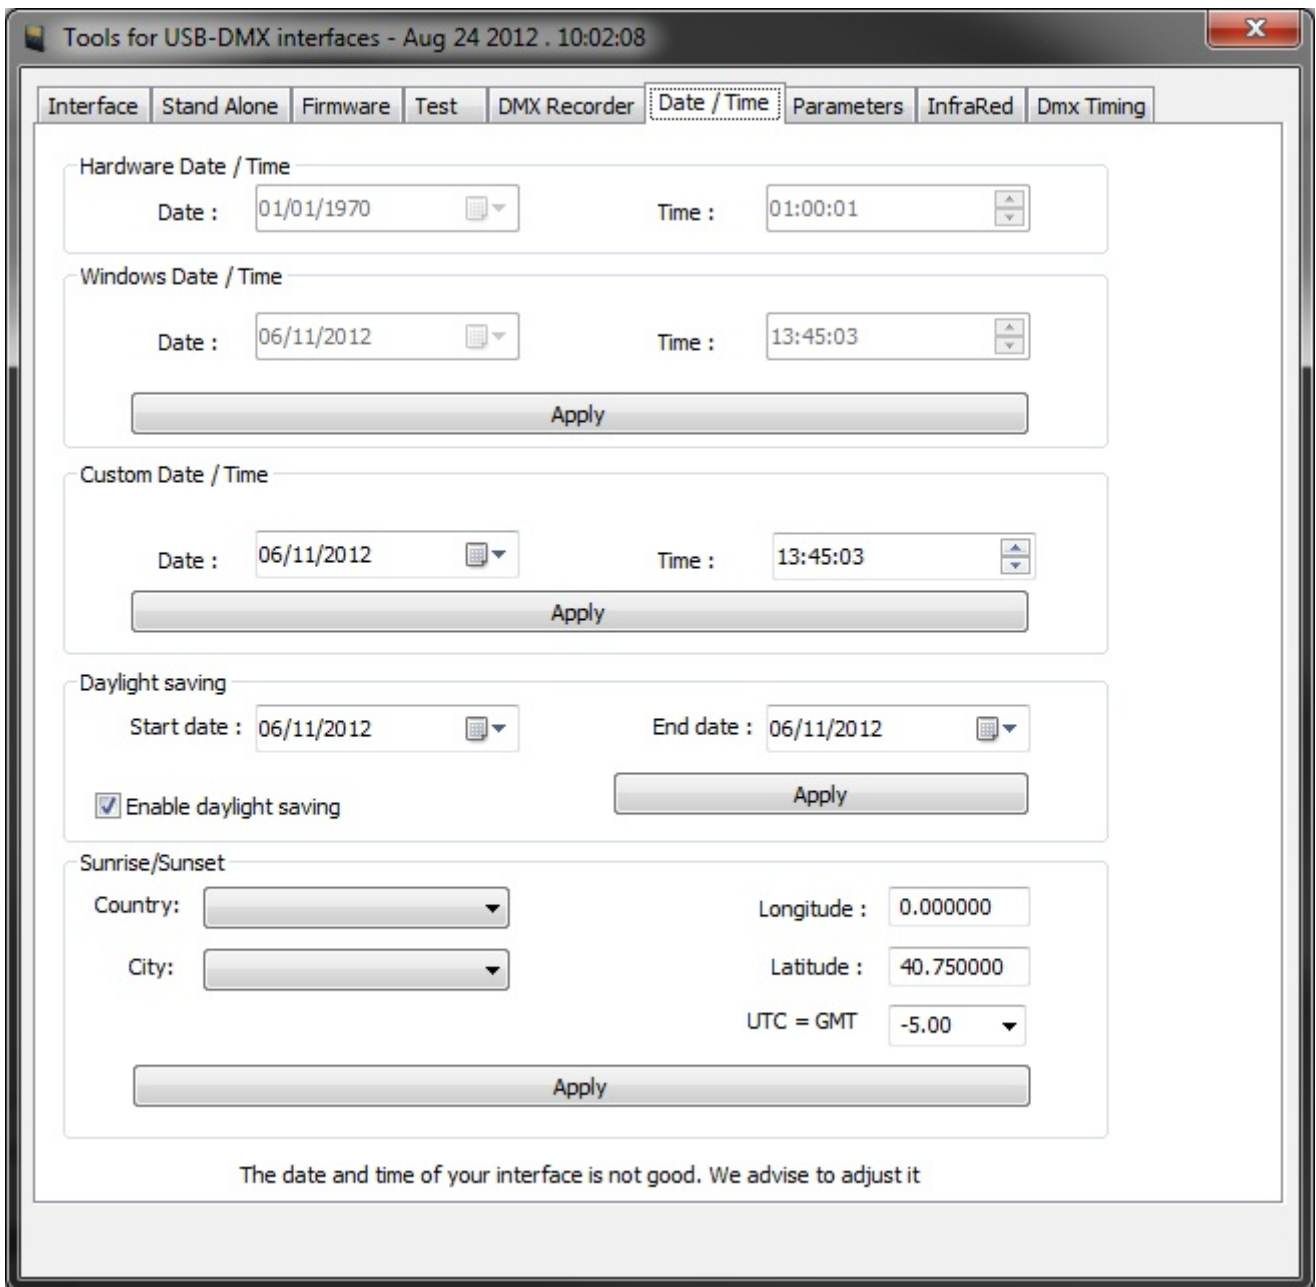 Tools for USB-DMX interfaces - Aug 24 2012 . 10:02:08
Interface Stand Alone Firmware Test DMX Recorder Date / Time Parameters InfraRed Dmx Timing
Hardware Date / Time
Date : 01/01/1970 Time : 01:00:01
Windows Date / Time
Date : 06/11/2012 Time : 13:45:03
Apply
Custom Date / Time
Date : 06/11/2012 Time : 13:45:03
Apply
Daylight saving
Start date : 06/11/2012 End date : 06/11/2012
Enable daylight saving Apply
Sunrise/Sunset
Country: Longitude : 0.000000
City: Latitude : 40.750000
UTC = GMT -5.00
Apply
The date and time of your interface is not good. We advise to adjust it